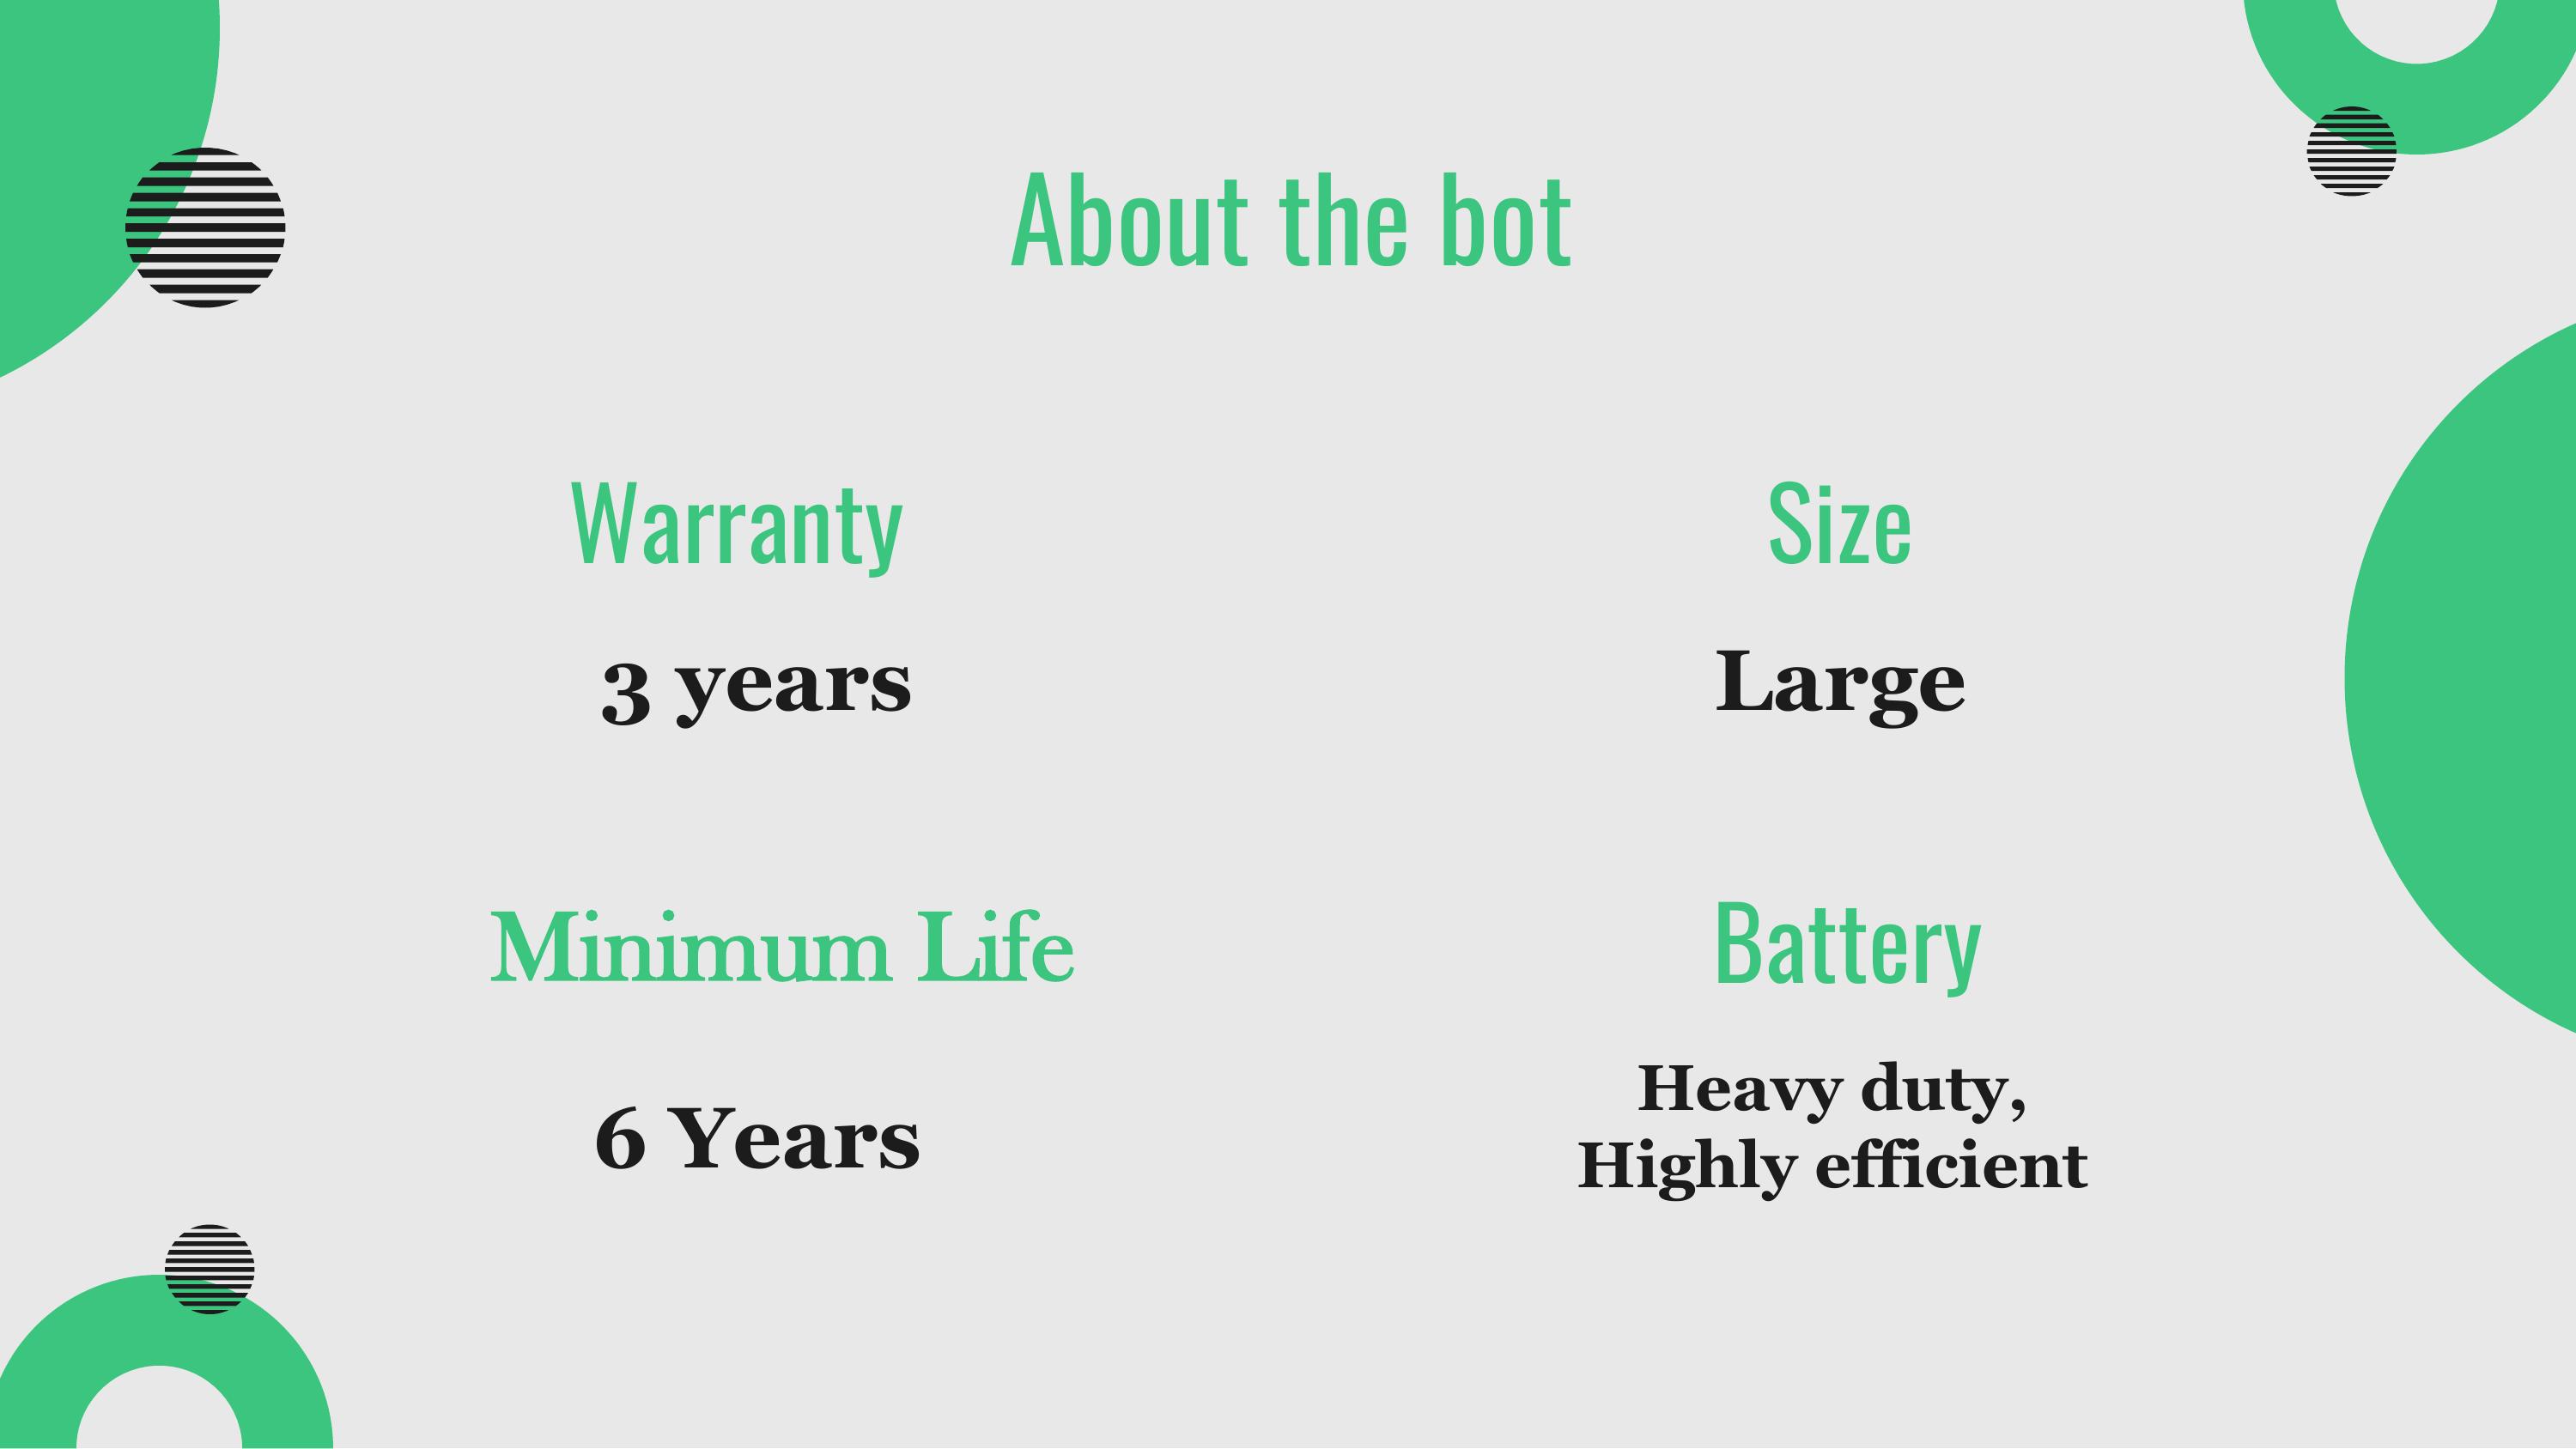 About the bot
Warranty
3 years
Size
Large
Minimum Life
6 Years
Battery
Heavy duty,
Highly efficient